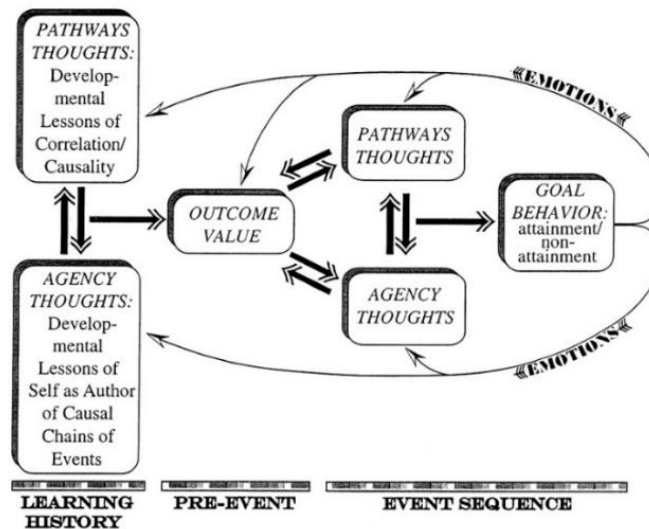 PATHWAYS
THOUGHTS:
Develop-
mental
Lessons of
Correlation/
Causality
AGENCY
THOUGHTS:
Develop-
mental
Lessons of
Self as Author
of Causal
Chains of
Events
OUTCOME
VALUE
PATHWAYS
THOUGHTS
AGENCY
THOUGHTS
GOAL
BEHAVIOR:
attainment/
non-
attainment
EMOTIONS
EMOTIONS
LEARNING
HISTORY
PRE-EVENT
EVENT SEQUENCE